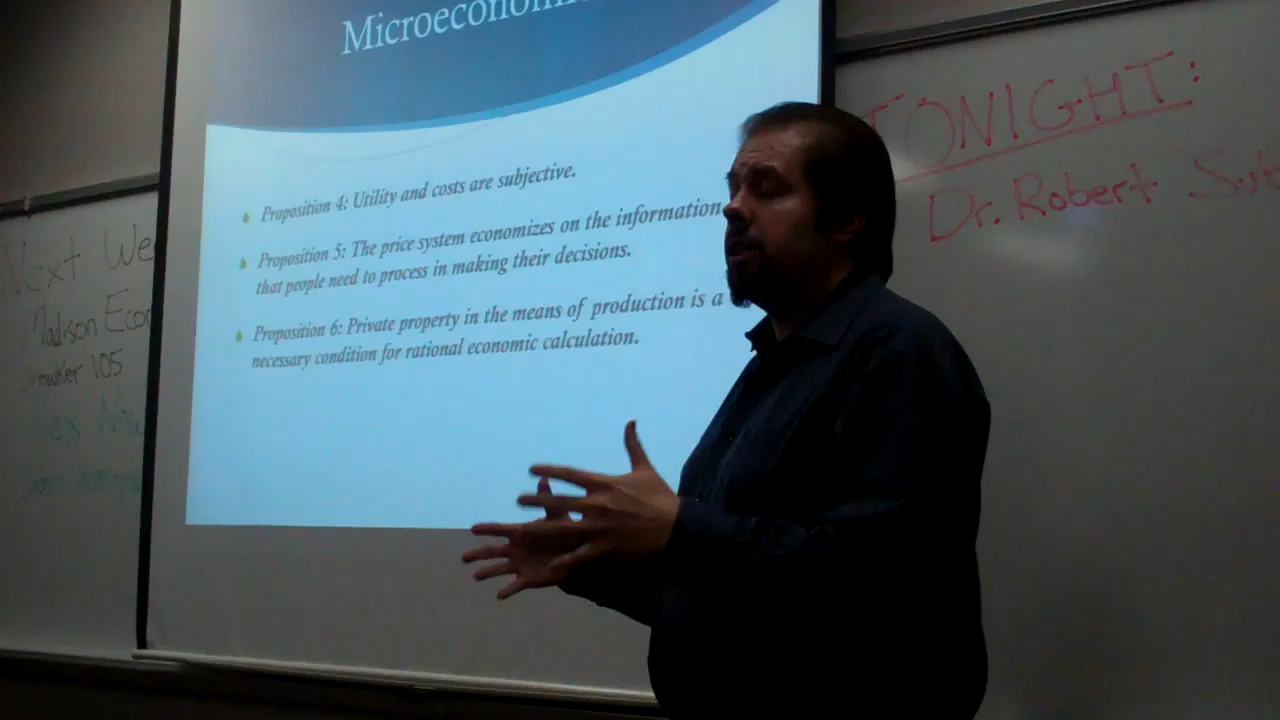 Microeconomi
Proposition 4: Utility and costs are subjective.
Proposition 5: The price system economizes on the information
that people need to process in making their decisions.
Proposition 6: Private property in the means of production is a
necessary condition for rational economic calculation.
TONIGHT:
Dr. Robert Sub
Next We
Madison Econ
105